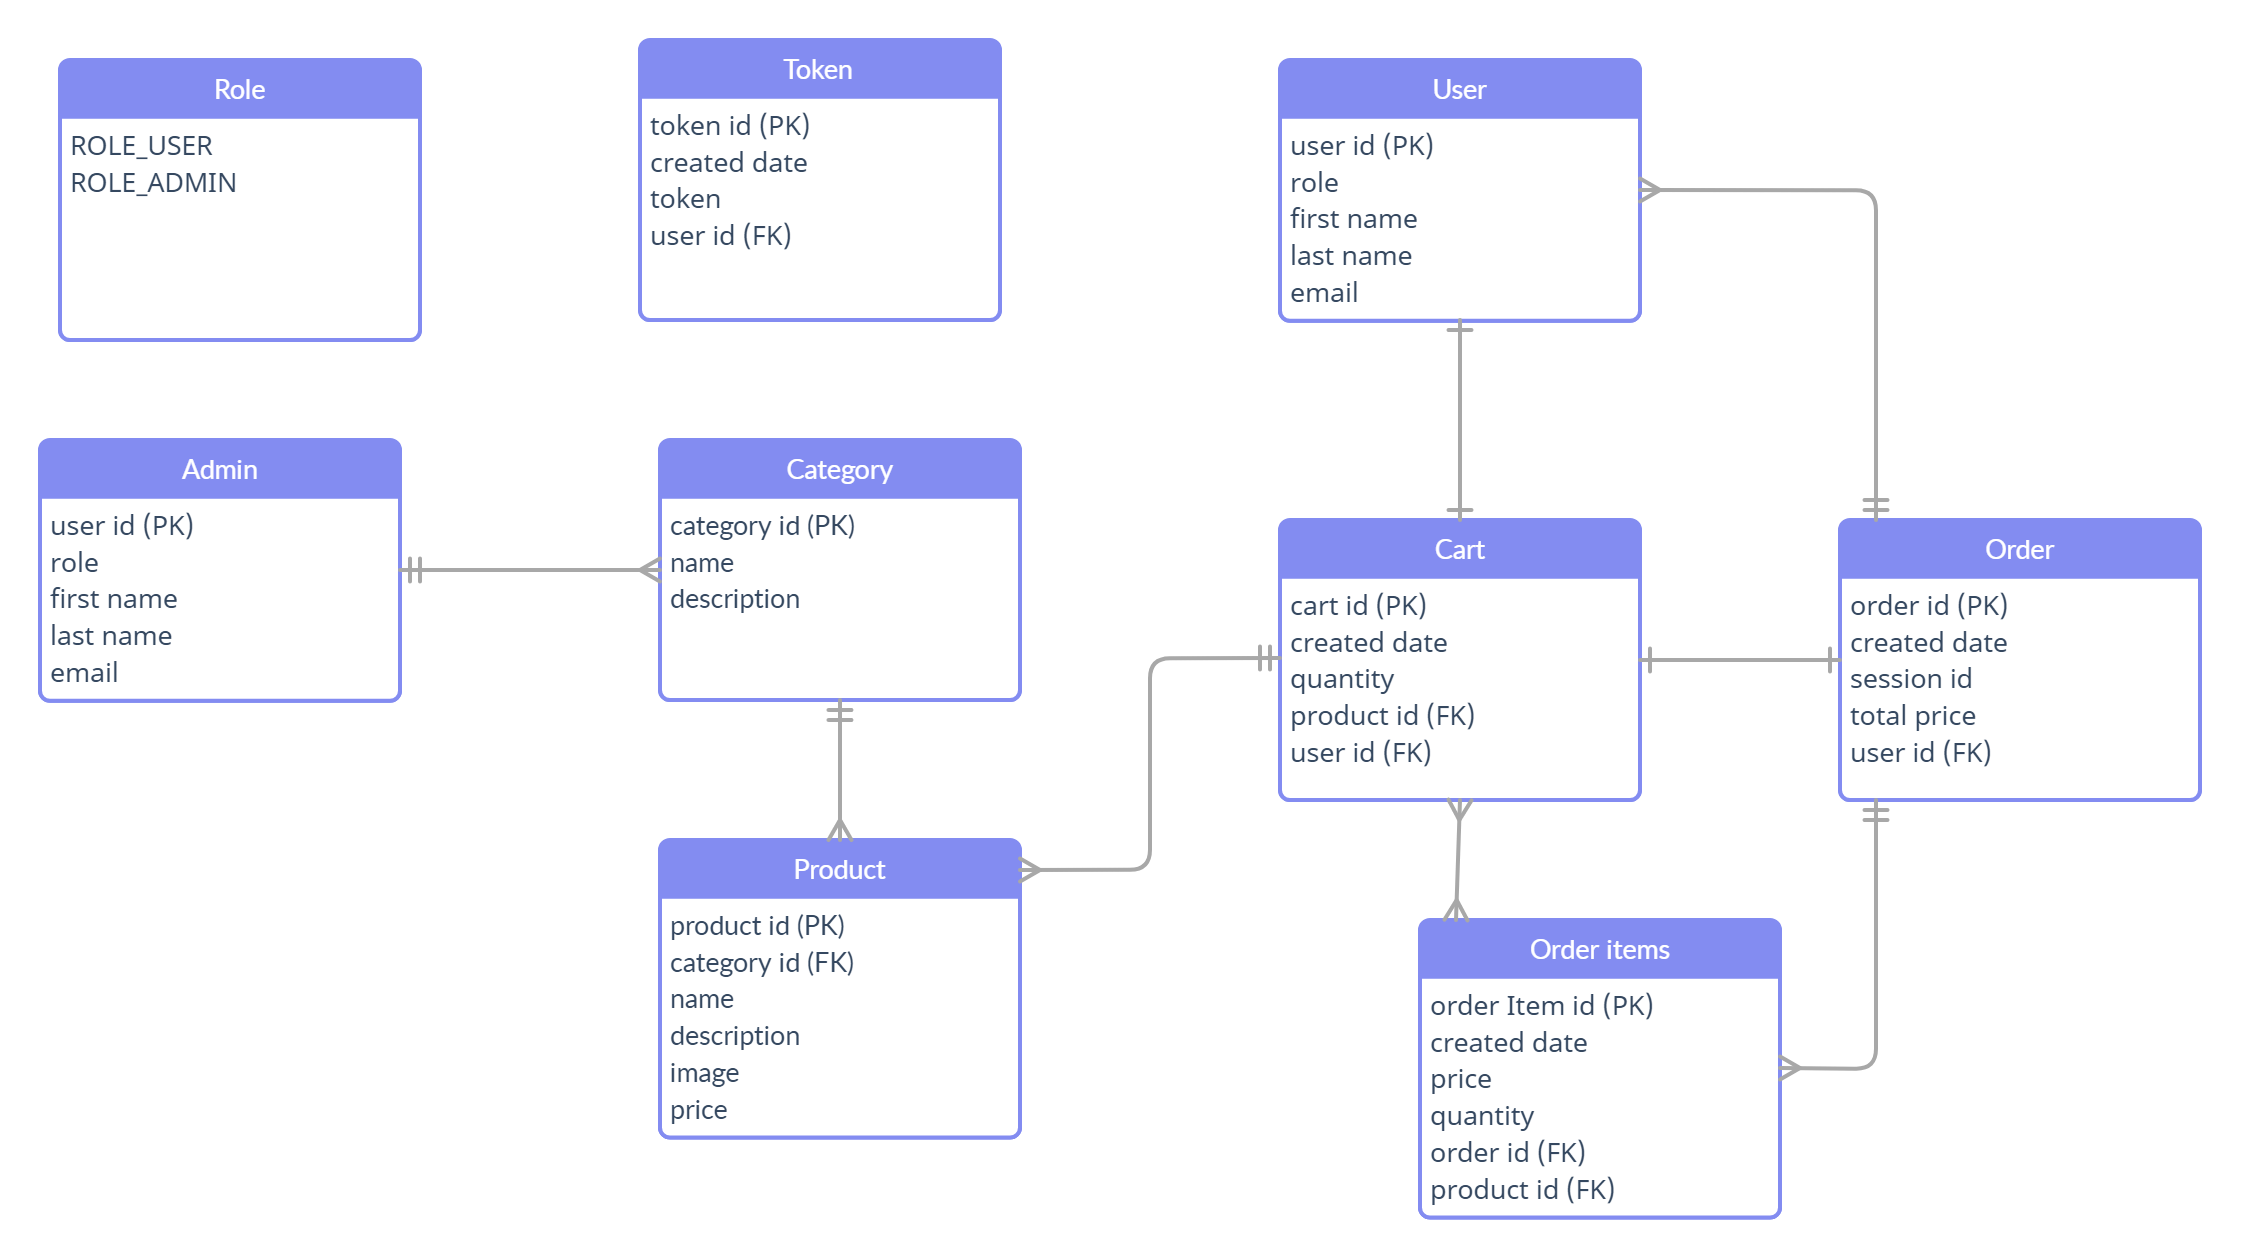 Role
ROLE_USER
ROLE_ADMIN
Token
token id (PK)
created date
token
user id (FK)
User
user id (PK)
role
first name
last name
email
Admin
user id (PK)
role
first name
last name
email
Category
category id (PK)
name
description
Cart
cart id (PK)
created date
quantity
product id (FK)
user id (FK)
Order
order id (PK)
created date
session id
total price
user id (FK)
Product
product id (PK)
category id (FK)
name
description
image
price
Order items
order Item id (PK)
created date
price
quantity
order id (FK)
product id (FK)